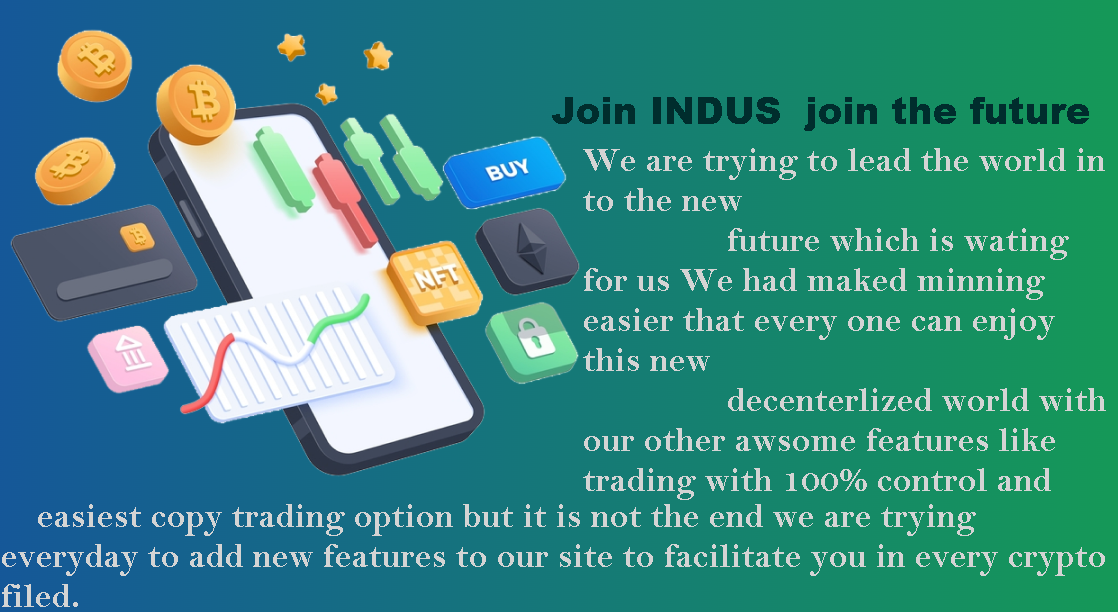 Join INDUS join the future
We are trying to lead the world in
to the new
future which is wating
for us We had maked minning
easier that every one can enjoy
this new
decenterlized world with
our other awsome features like
trading with 100% control and
easiest copy trading option but it is not the end we are trying
everyday to add new features to our site to facilitate you in every crypto
filed.
BUY
NFT